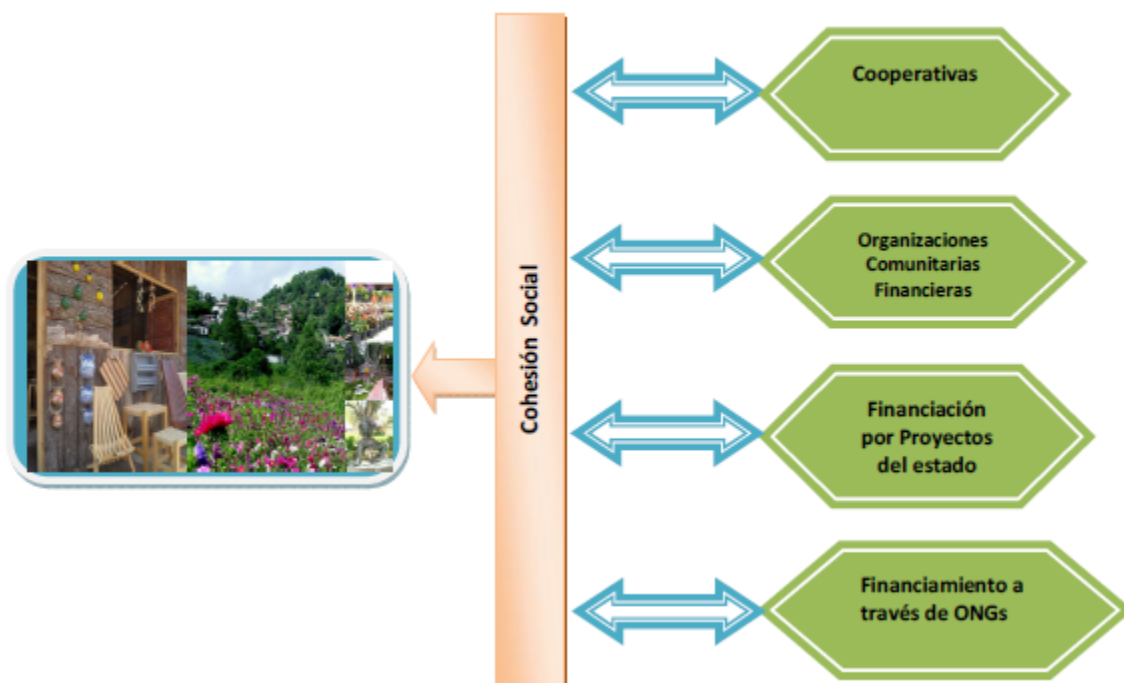 Cohesión Social
Cooperativas
Organizaciones
Comunitarias
Financieras
Financiación
por Proyectos
del estado
Financiamiento a
través de ONGs